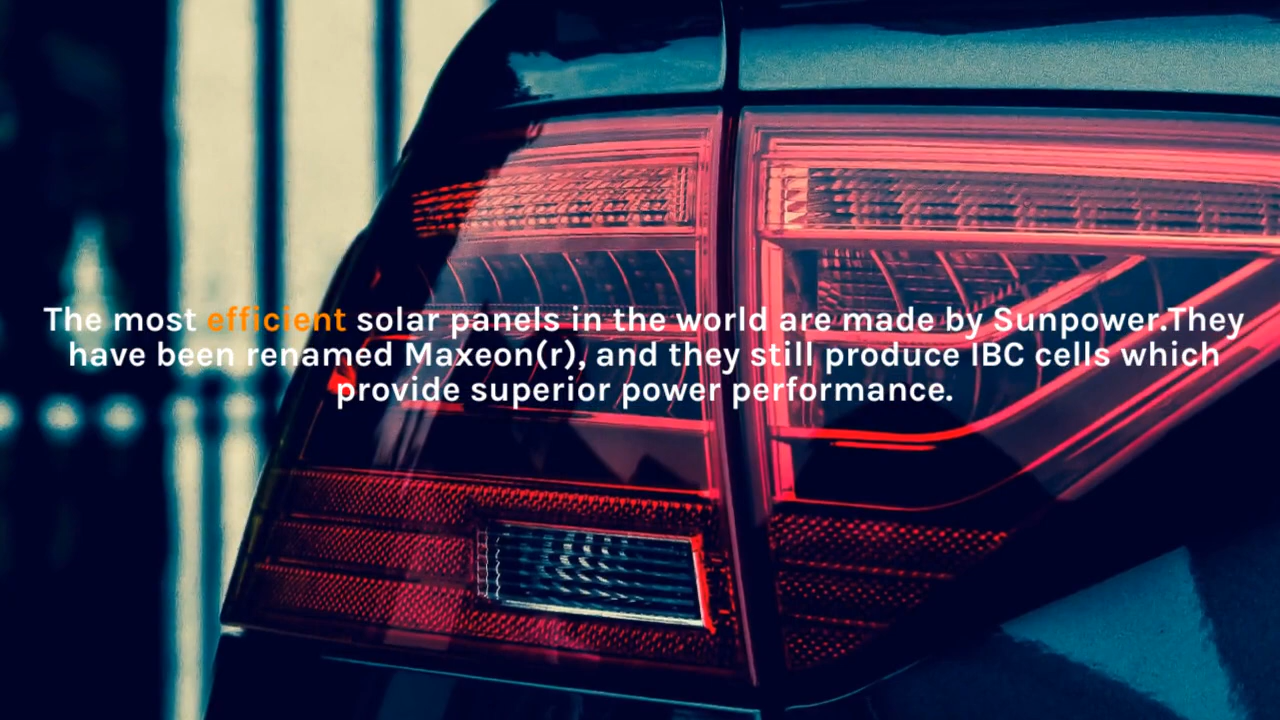 The most efficient solar panels in the world are made by Sunpower.They
have been renamed Maxeon(r), and they still produce IBC cells which
provide superior power performance.